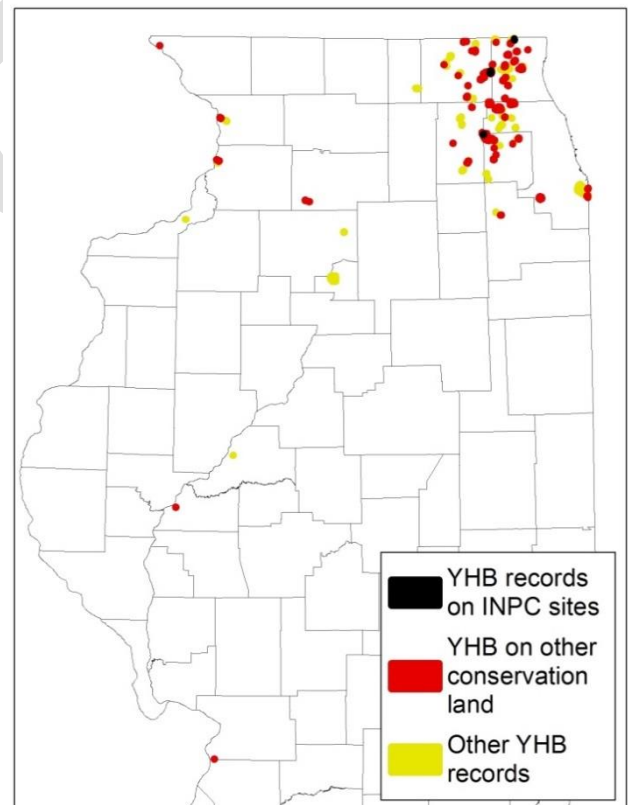 YHB records
on INPC sites
YHB on other
conservation
land
Other YHB
records